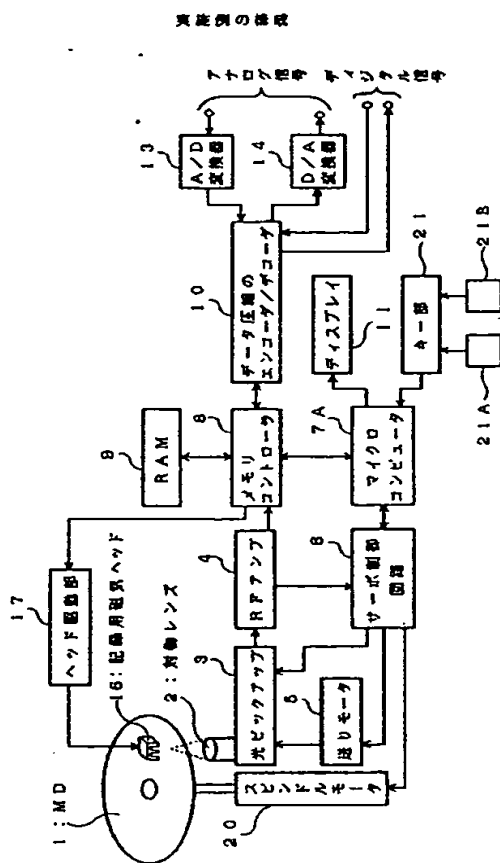 実施例の構成
1:MD
16:記録用磁気ヘッド
17
ヘッド駆動部
2:対物レンズ
3
光ピックアップ
4
RFアンプ
9
RAM
8
メモリ
コントローラ
10
データ圧縮の
エンコーダ/デコーダ
13
A/D
変換器
14
D/A
変換器
アナログ信号
ディジタル信号
20
スピンドルモータ
5
送りモータ
6
サーボ制御
回路
7A
マイクロ
コンピュータ
ディスプレイ
11
キー部
21
21A
21B